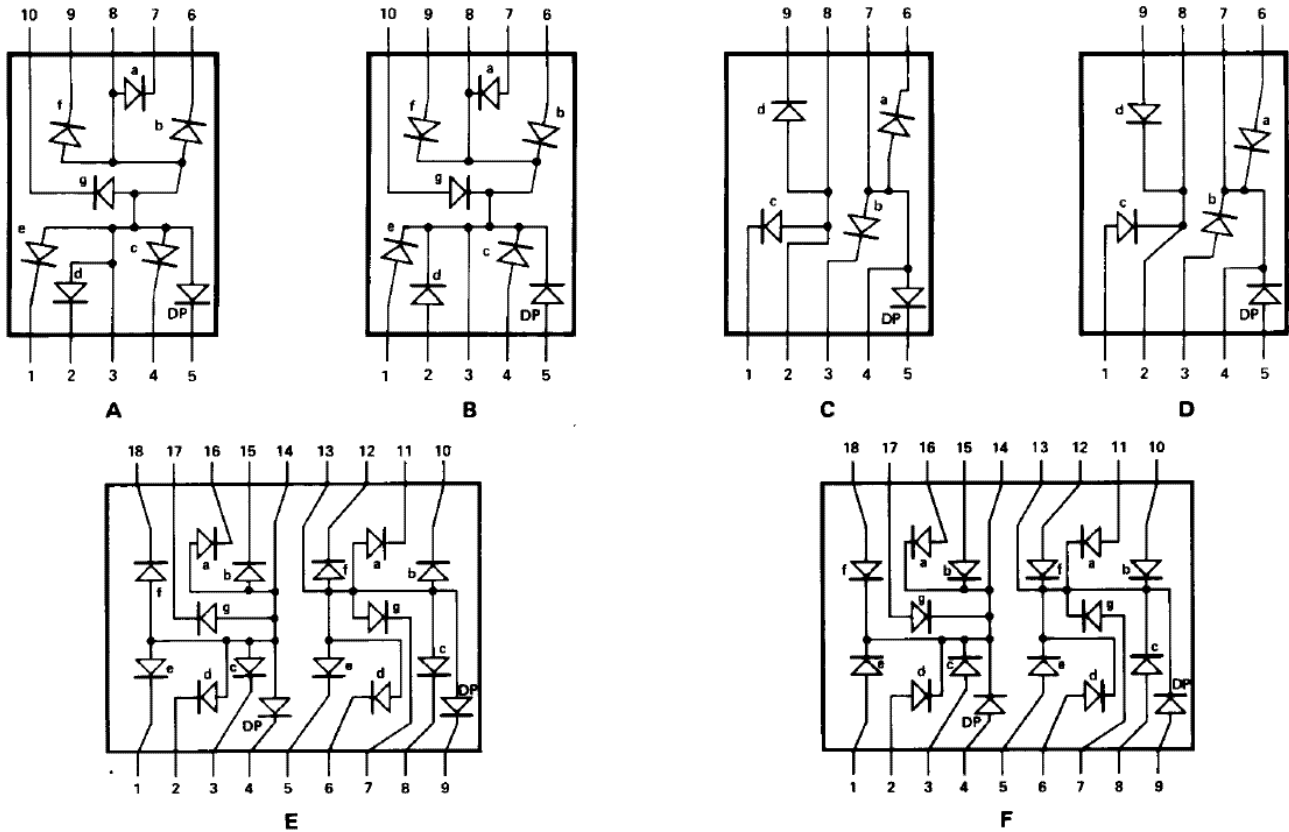 10 9 8 7 6
a
f
b
g
e
c
d
DP
1 2 3 4 5
A
10 9 8 7 6
a
f
b
g
e
c
d
DP
1 2 3 4 5
B
9 8 7 6
a
d
b
c
DP
1 2 3 4 5
C
9 8 7 6
a
d
b
c
DP
1 2 3 4 5
D
18 17 16 15 14 13 12 11 10
a a
f b f b
g g
e d c e d c
DP DP
1 2 3 4 5 6 7 8 9
E
18 17 16 15 14 13 12 11 10
a a
f b f b
g g
e d c e d c
DP DP
1 2 3 4 5 6 7 8 9
F